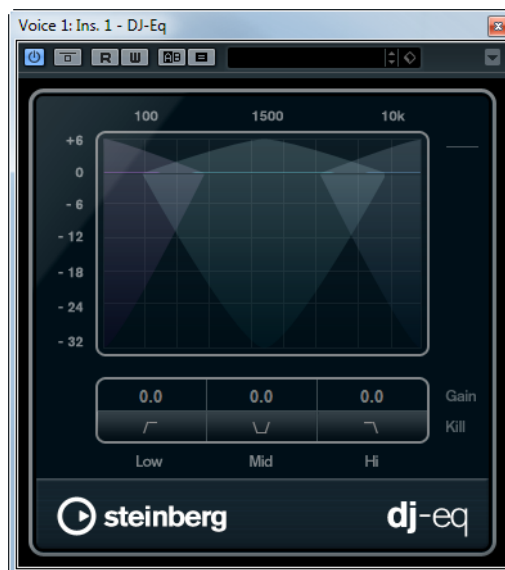 Voice 1: Ins. 1 - DJ-Eq
R W AB
100 1500 10k
+6
0
- 6
- 12
- 18
- 24
- 32
0.0 0.0 0.0 Gain
Kill
Low Mid Hi
steinberg dj-eq